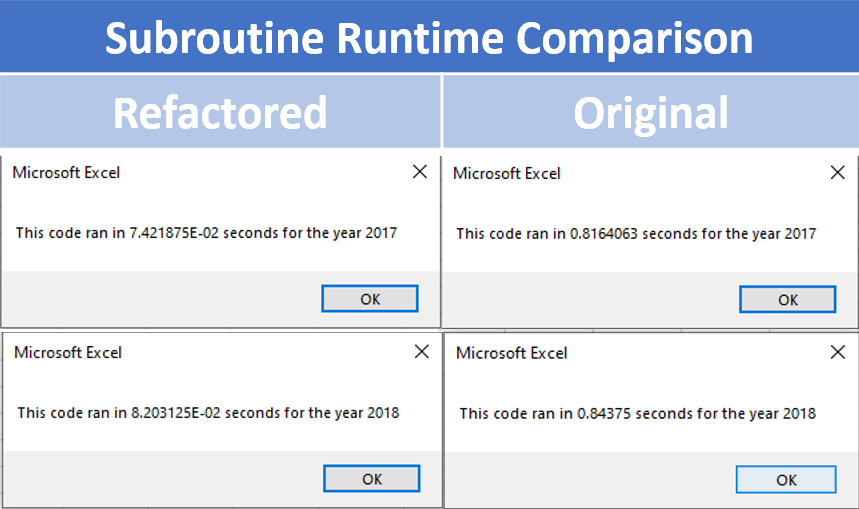 Subroutine Runtime Comparison
Refactored
Original
Microsoft Excel
This code ran in 7.421875E-02 seconds for the year 2017
OK
Microsoft Excel
This code ran in 0.8164063 seconds for the year 2017
OK
Microsoft Excel
This code ran in 8.203125E-02 seconds for the year 2018
OK
Microsoft Excel
This code ran in 0.84375 seconds for the year 2018
OK